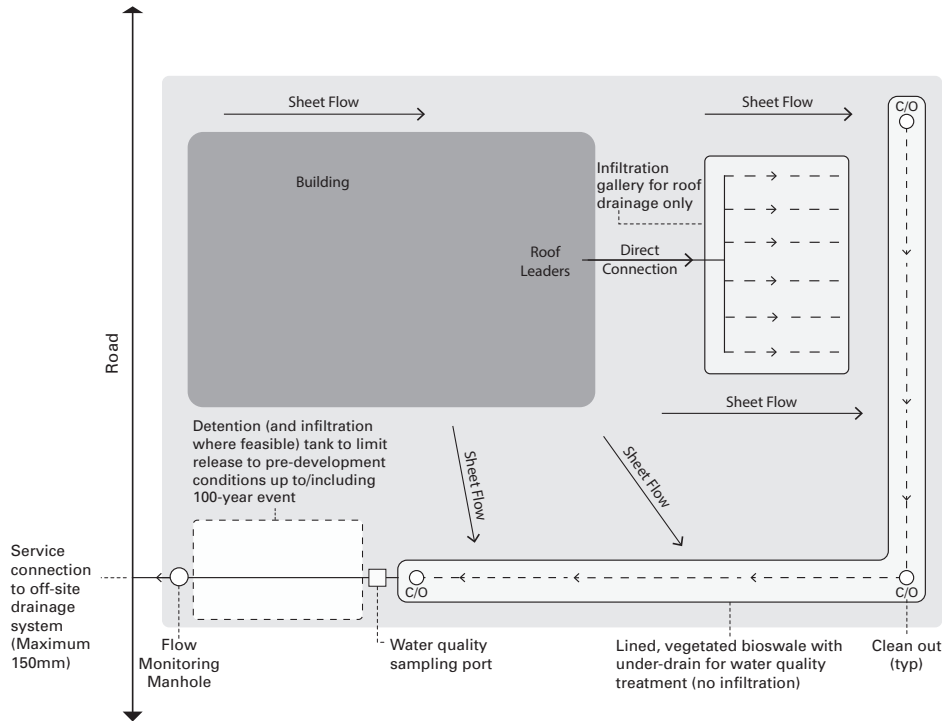 Sheet Flow
Sheet Flow
C/O
Building
Infiltration
gallery for roof
drainage only
Roof
Leaders
Direct
Connection
Road
Sheet Flow
Detention (and infiltration
where feasible) tank to limit
release to pre-development
conditions up to/including
100-year event
Sheet Flow
Sheet Flow
Service
connection
to off-site
drainage
system
(Maximum
150mm)
C/O
C/O
Flow
Monitoring
Manhole
Water quality
sampling port
Lined, vegetated bioswale with
under-drain for water quality
treatment (no infiltration)
Clean out
(typ)